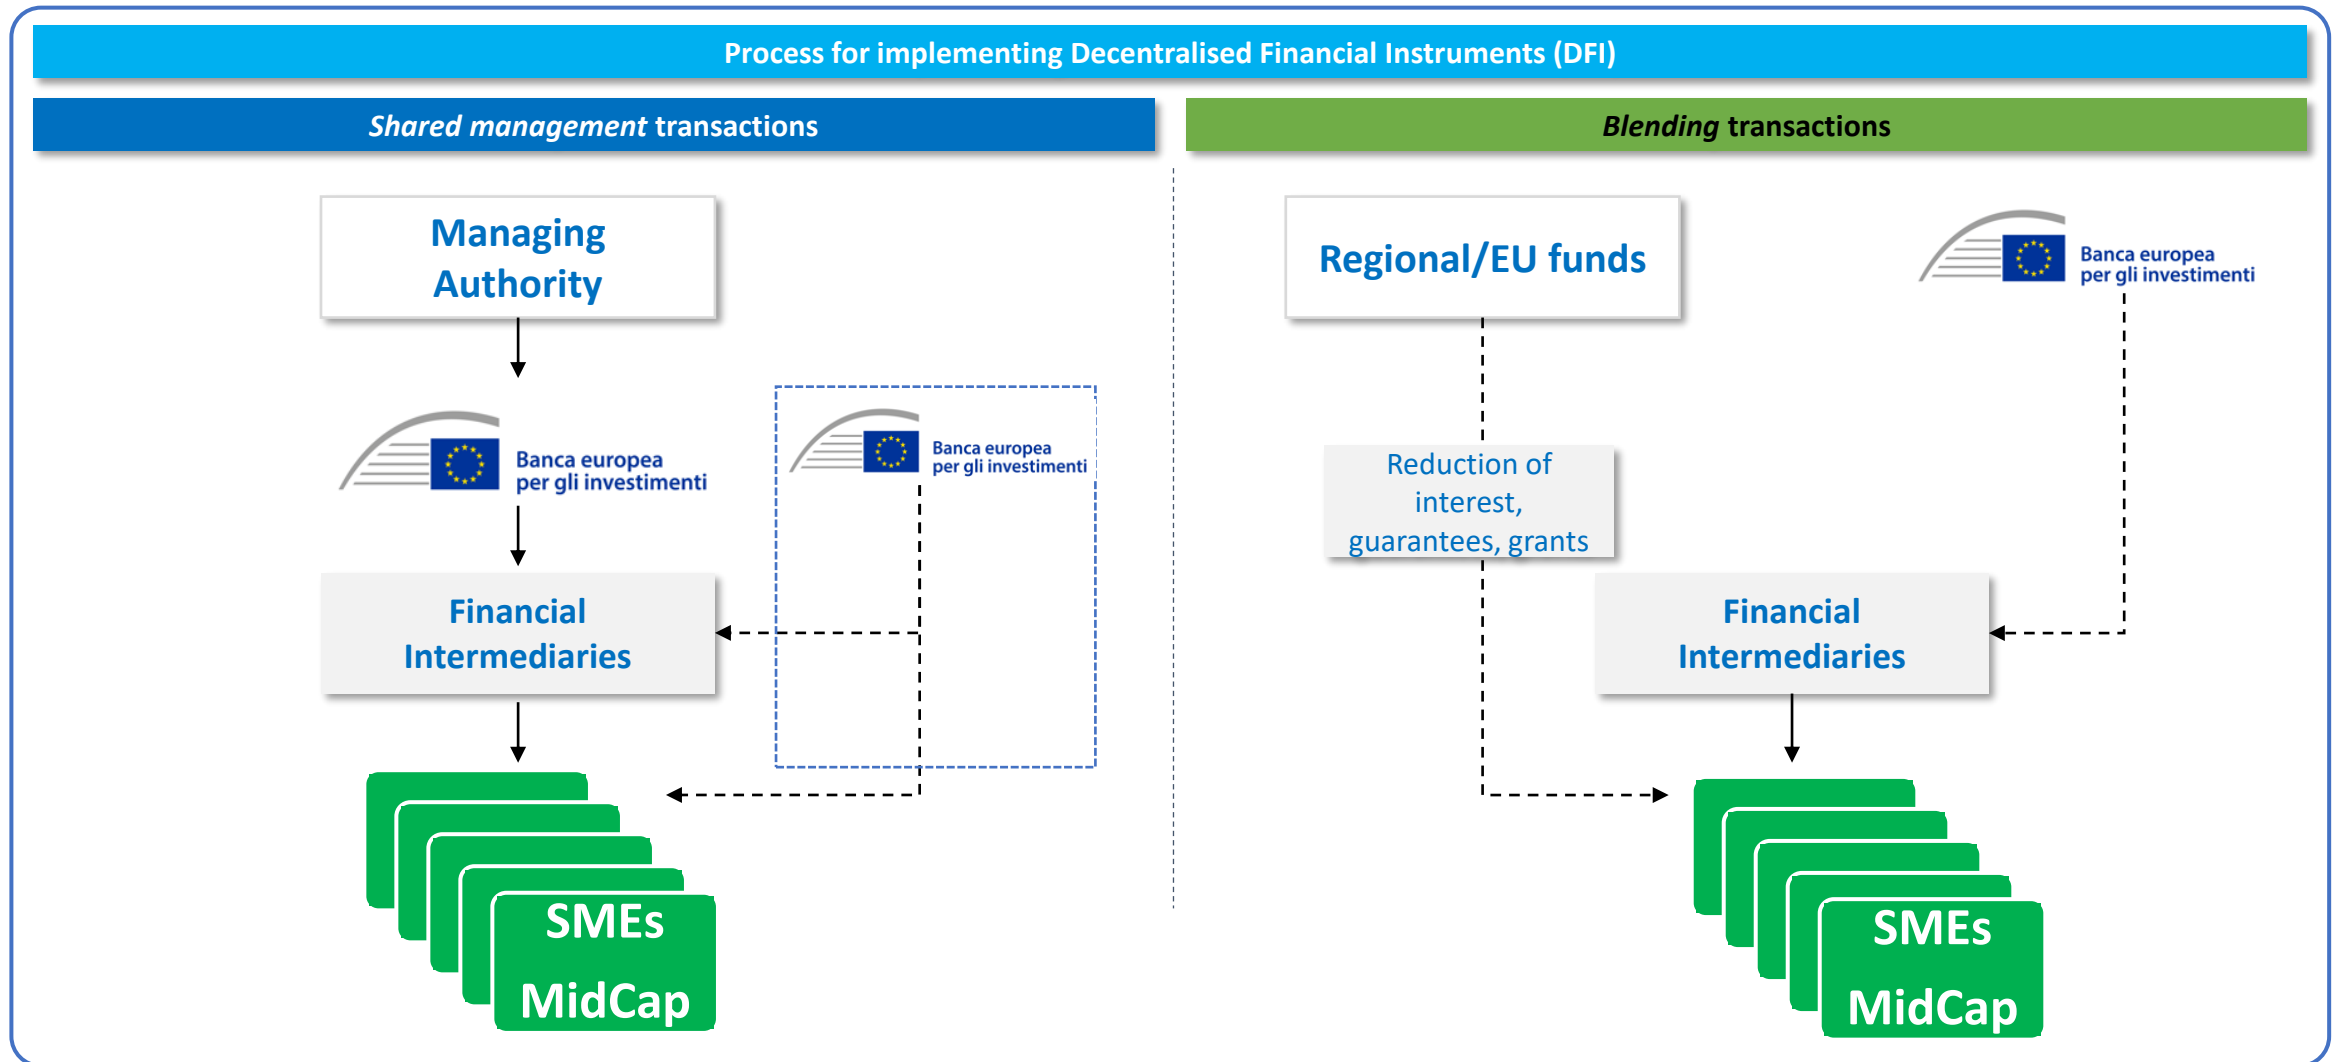 Process for implementing Decentralised Financial Instruments (DFI)
Shared management transactions
Blending transactions
Managing
Authority
Banca europea
per gli investimenti
Banca europea
per gli investimenti
Financial
Intermediaries
SMEs
MidCap
Regional/EU funds
Banca europea
per gli investimenti
Reduction of
interest,
guarantees, grants
Financial
Intermediaries
SMEs
MidCap